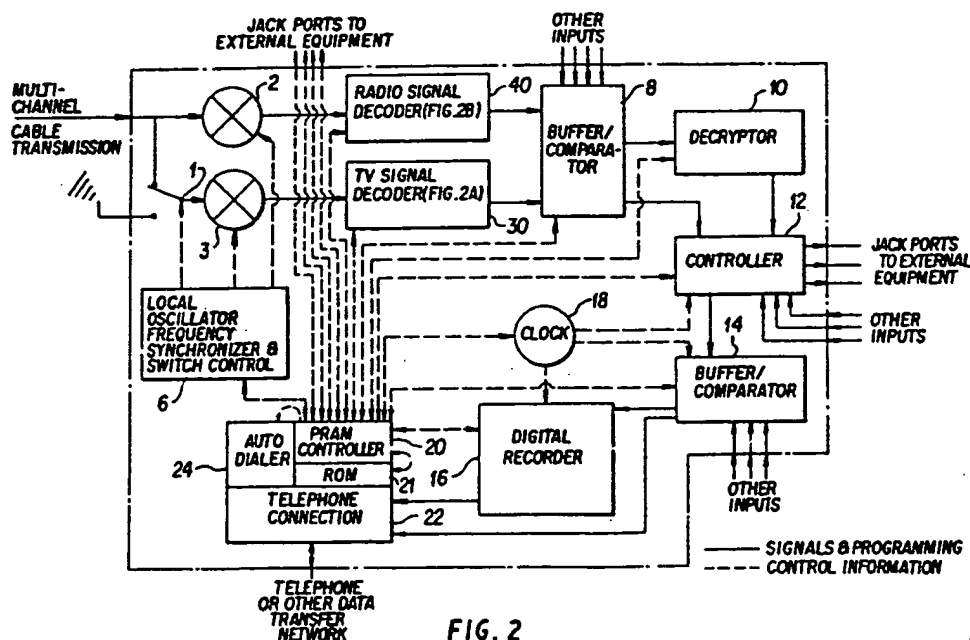 JACK PORTS TO
EXTERNAL EQUIPMENT
OTHER
INPUTS
MULTI-
CHANNEL
CABLE
TRANSMISSION
2
RADIO SIGNAL
DECODER (FIG.2B)
40
8
BUFFER/
COMPARA-
TOR
10
DECRYPTOR
1
3
TV SIGNAL
DECODER (FIG.2A)
30
12
CONTROLLER
JACK PORTS
TO EXTERNAL
EQUIPMENT
LOCAL
OSCILLATOR
FREQUENCY
SYNCHRONIZER &
SWITCH CONTROL
6
18
CLOCK
14
OTHER
INPUTS
BUFFER/
COMPARATOR
24
AUTO
DIALER
PRAM
CONTROLLER
20
ROM
21
16
DIGITAL
RECORDER
TELEPHONE
CONNECTION
22
OTHER
INPUTS
SIGNALS & PROGRAMMING
CONTROL INFORMATION
TELEPHONE
OR OTHER DATA
TRANSFER
NETWORK
FIG. 2